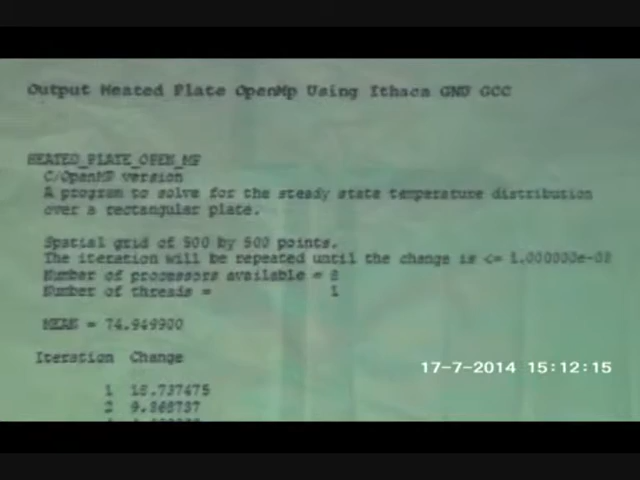 Output Heated Plate OpenMp Using Ithaca GNU GCC
HEATED_PLATE_OPEN_MP
C/OpenMP version
A program to solve for the steady state temperature distribution
over a rectangular plate.
Spatial grid of 500 by 500 points.
The iteration will be repeated until the change is <=
Number of processors available = 8
Number of threads = 1
MEAN = 74.949900
Iteration Change
1 18.737475
2 9.368737
17-7-2014 15:12:15